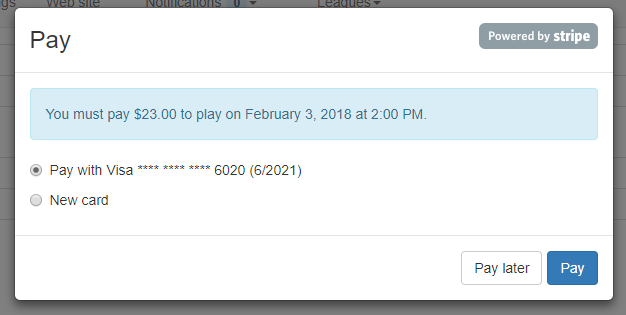 gs Web site Notifications 0 Leagues
Pay
Powered by stripe
You must pay $23.00 to play on February 3, 2018 at 2:00 PM.
Pay with Visa **** **** **** 6020 (6/2021)
New card
Pay later Pay